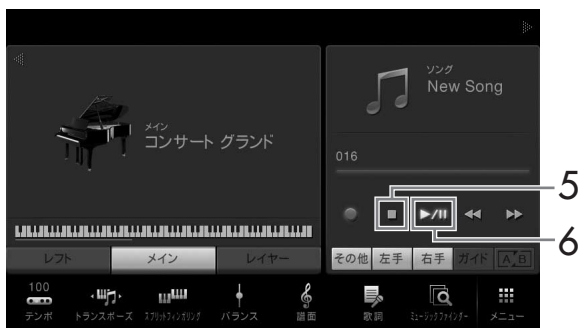 メイン
コンサート グランド
レフト
メイン
レイヤー
ソング
New Song
016
5
6
その他
左手
右手
ガイド
A B
100
テンポ
トランスポーズ
スプリットフィンガリング
バランス
譜面
歌詞
ミュージックファインダー
メニュー